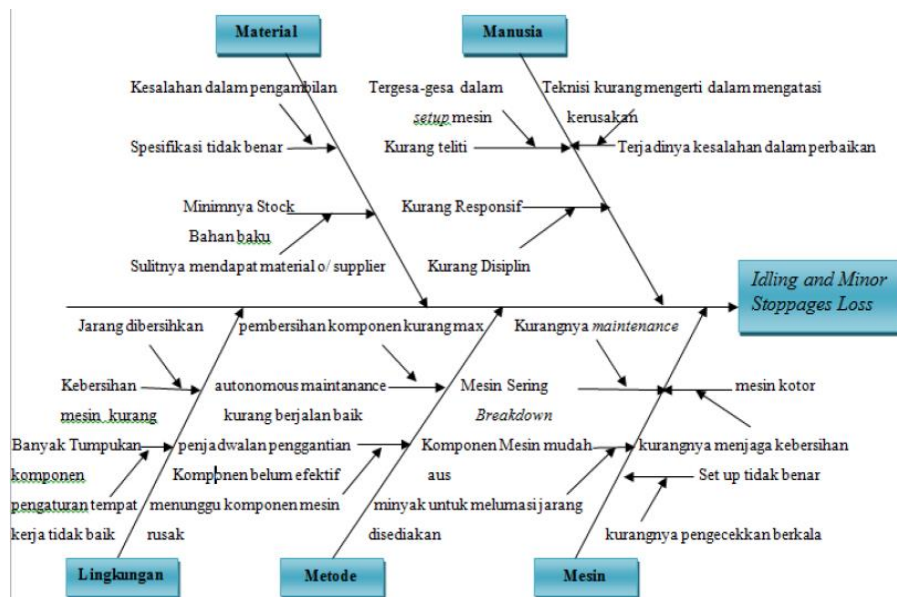 Material
Manusia
Kesalahan dalam pengambilan
Tergesa-gesa dalam
setup mesin
Teknisi kurang mengerti dalam mengatasi
kerusakan
Spesifikasi tidak benar
Kurang teliti
Terjadinya kesalahan dalam perbaikan
Minimnya Stock
Bahan baku
Kurang Responsif
Sulitnya mendapat material o/ supplier
Kurang Disiplin
Idling and Minor
Stoppages Loss
Jarang dibersihkan
pembersihan komponen kurang max
Kurangnya maintenance
Kebersihan
mesin kurang
autonomous maintanance
kurang berjalan baik
Mesin Sering
Breakdown
mesin kotor
Banyak Tumpukan
komponen
penjadwalan penggantian
Komponen belum efektif
Komponen Mesin mudah
aus
kurangnya menjaga kebersihan
Set up tidak benar
pengaturan tempat
kerja tidak baik
menunggu komponen mesin
rusak
minyak untuk melumasi jarang
disediakan
kurangnya pengecekkan berkala
Lingkungan
Metode
Mesin